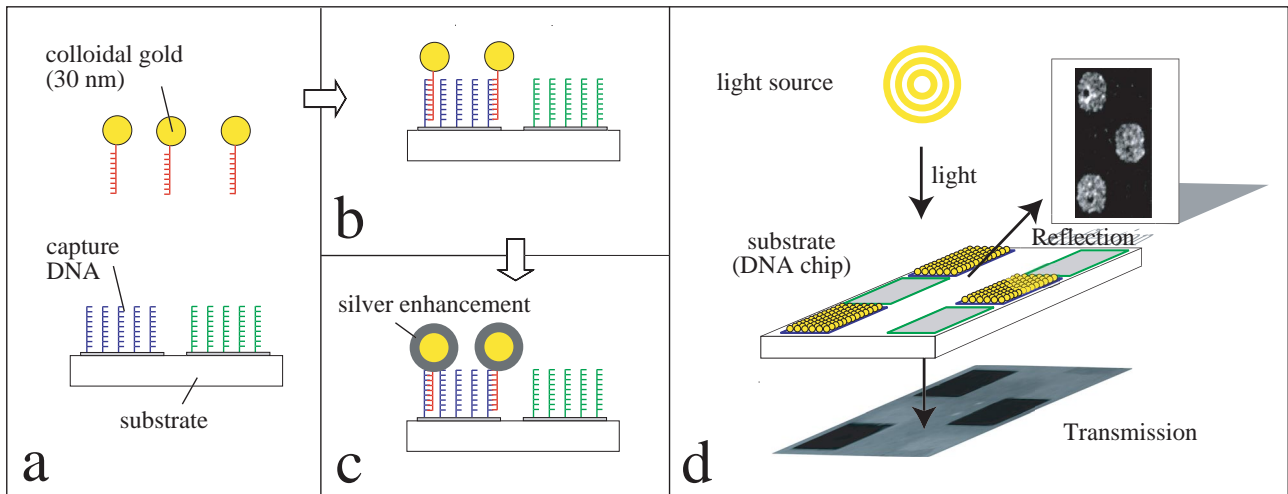 colloidal gold
(30 nm)
capture
DNA
substrate
a
b
silver enhancement
c
light source
light
Reflection
substrate
(DNA chip)
Transmission
d